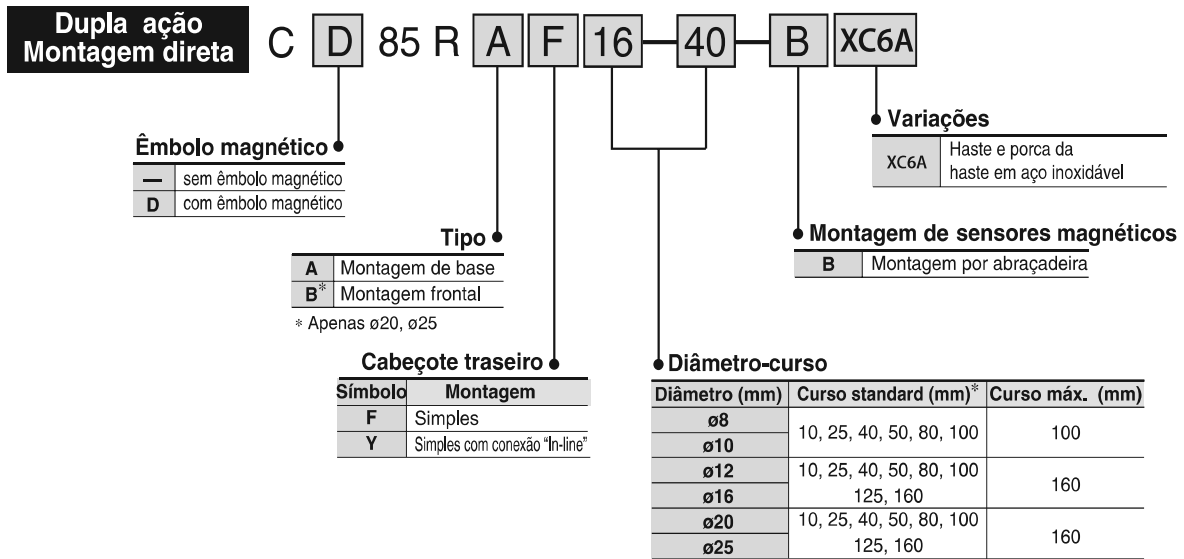 Dupla ação
Montagem direta
C D 85 R A F 16 — 40 — B XC6A
Êmbolo magnético
— sem êmbolo magnético
D com êmbolo magnético
Tipo
A Montagem de base
B* Montagem frontal
* Apenas ø20, ø25
Cabeçote traseiro
Símbolo Montagem
F Simples
Y Simples com conexão “In-line”
Variações
XC6A Haste e porca da
haste em aço inoxidável
Montagem de sensores magnéticos
B Montagem por abraçadeira
Diâmetro-curso
Diâmetro (mm) Curso standard (mm)* Curso máx. (mm)
ø8
ø10
10, 25, 40, 50, 80, 100
100
ø12
ø16
10, 25, 40, 50, 80, 100
125, 160
160
ø20
ø25
10, 25, 40, 50, 80, 100
125, 160
160